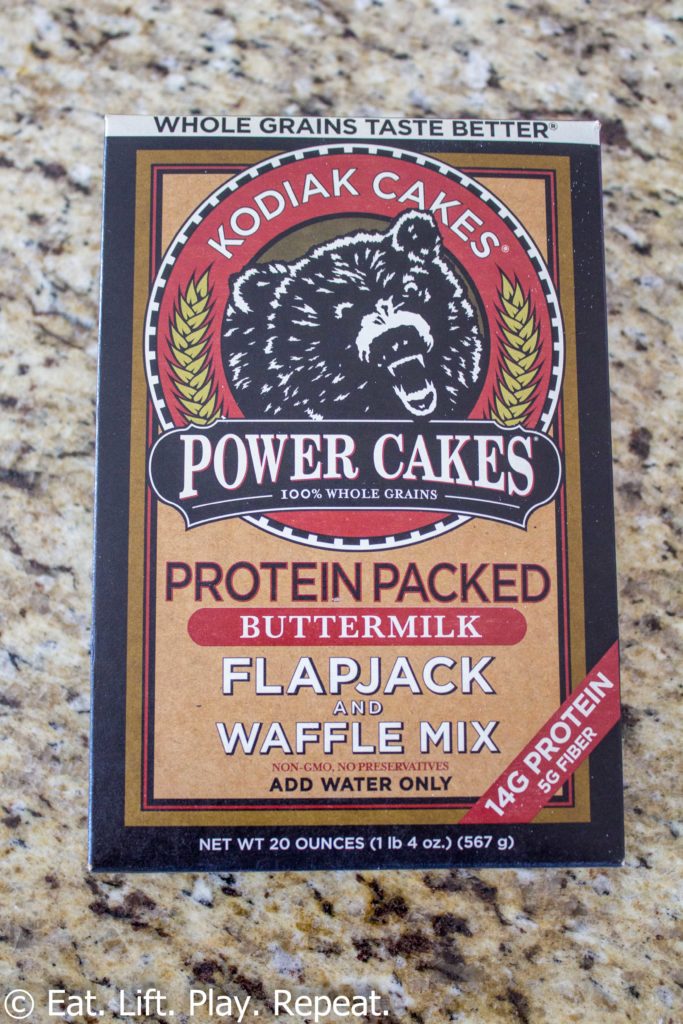 WHOLE GRAINS TASTE BETTER®
KODIAK CAKES®
POWER CAKES®
100% WHOLE GRAINS
PROTEIN PACKED
BUTTERMILK
FLAPJACK
AND
WAFFLE MIX
NON-GMO, NO PRESERVATIVES
ADD WATER ONLY
14G PROTEIN
5G FIBER
NET WT 20 OUNCES (1 lb 4 oz.) (567 g)
© Eat. Lift. Play. Repeat.